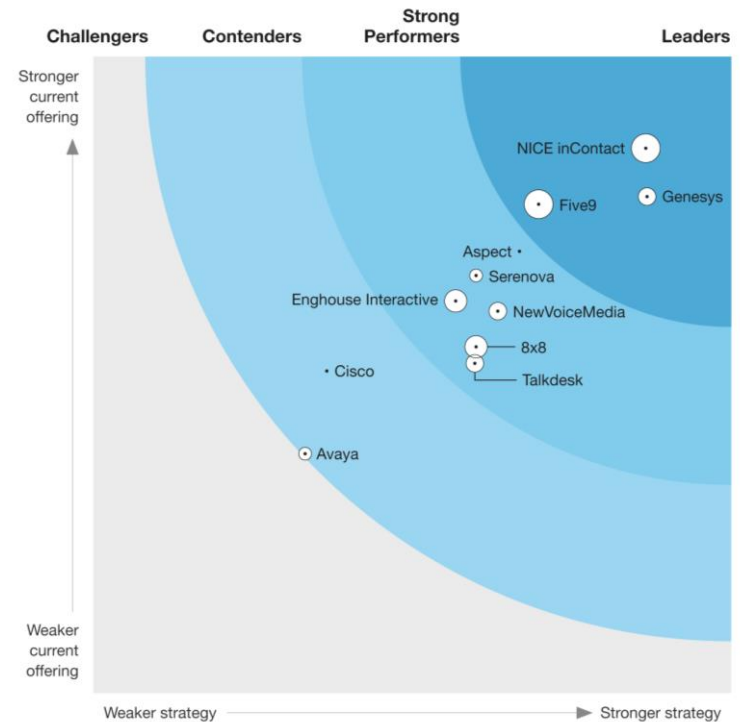 Challengers
Contenders
Strong
Performers
Leaders
Stronger
current
offering
NICE inContact
Genesys
Five9
Aspect
Serenova
Enghouse Interactive
NewVoiceMedia
8x8
Cisco
Talkdesk
Avaya
Weaker
current
offering
Weaker strategy
Stronger strategy